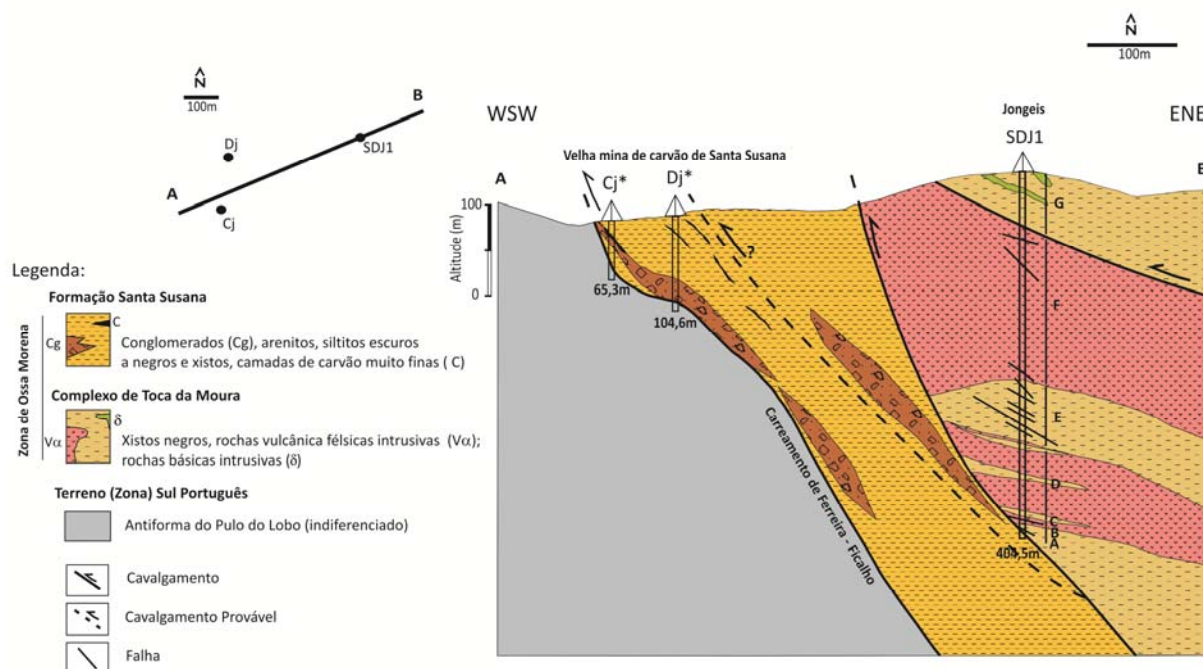 N
100m
B
Dj
SDJ1
A
Cj
N
100m
WSW
Jongeis
SDJ1
ENE
Velha mina de carvão de Santa Susana
A
Cj*
Dj*
I
100
Altitude (m)
0
?
65,3m
104,6m
404,5m
G
F
E
D
C
B
A
Carreamento de Ferreira - Ficalho
Legenda:
Zona de Ossa Morena
Formação Santa Susana
C
Cg
Conglomerados (Cg), arenitos, siltitos escuros
a negros e xistos, camadas de carvão muito finas ( C)
Complexo de Toca da Moura
δ
Vα
Xistos negros, rochas vulcânica félsicas intrusivas (Vα);
rochas básicas intrusivas (δ)
Terreno (Zona) Sul Português
Antiforma do Pulo do Lobo (indiferenciado)
Cavalgamento
Cavalgamento Provável
Falha